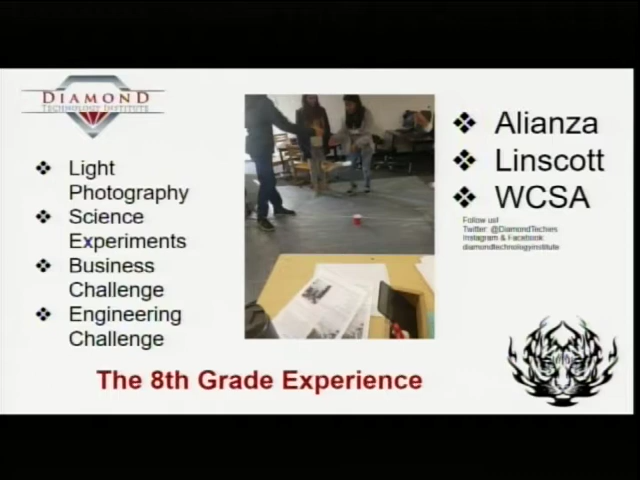 DIAMOND
TECHNOLOGY INSTITUTE
❖ Light
Photography
❖ Science
Experiments
❖ Business
Challenge
❖ Engineering
Challenge
❖ Alianza
❖ Linscott
❖ WCSA
Follow us!
Twitter: @DiamondTechers
Instagram & Facebook
diamondtechnologyinstitute
The 8th Grade Experience